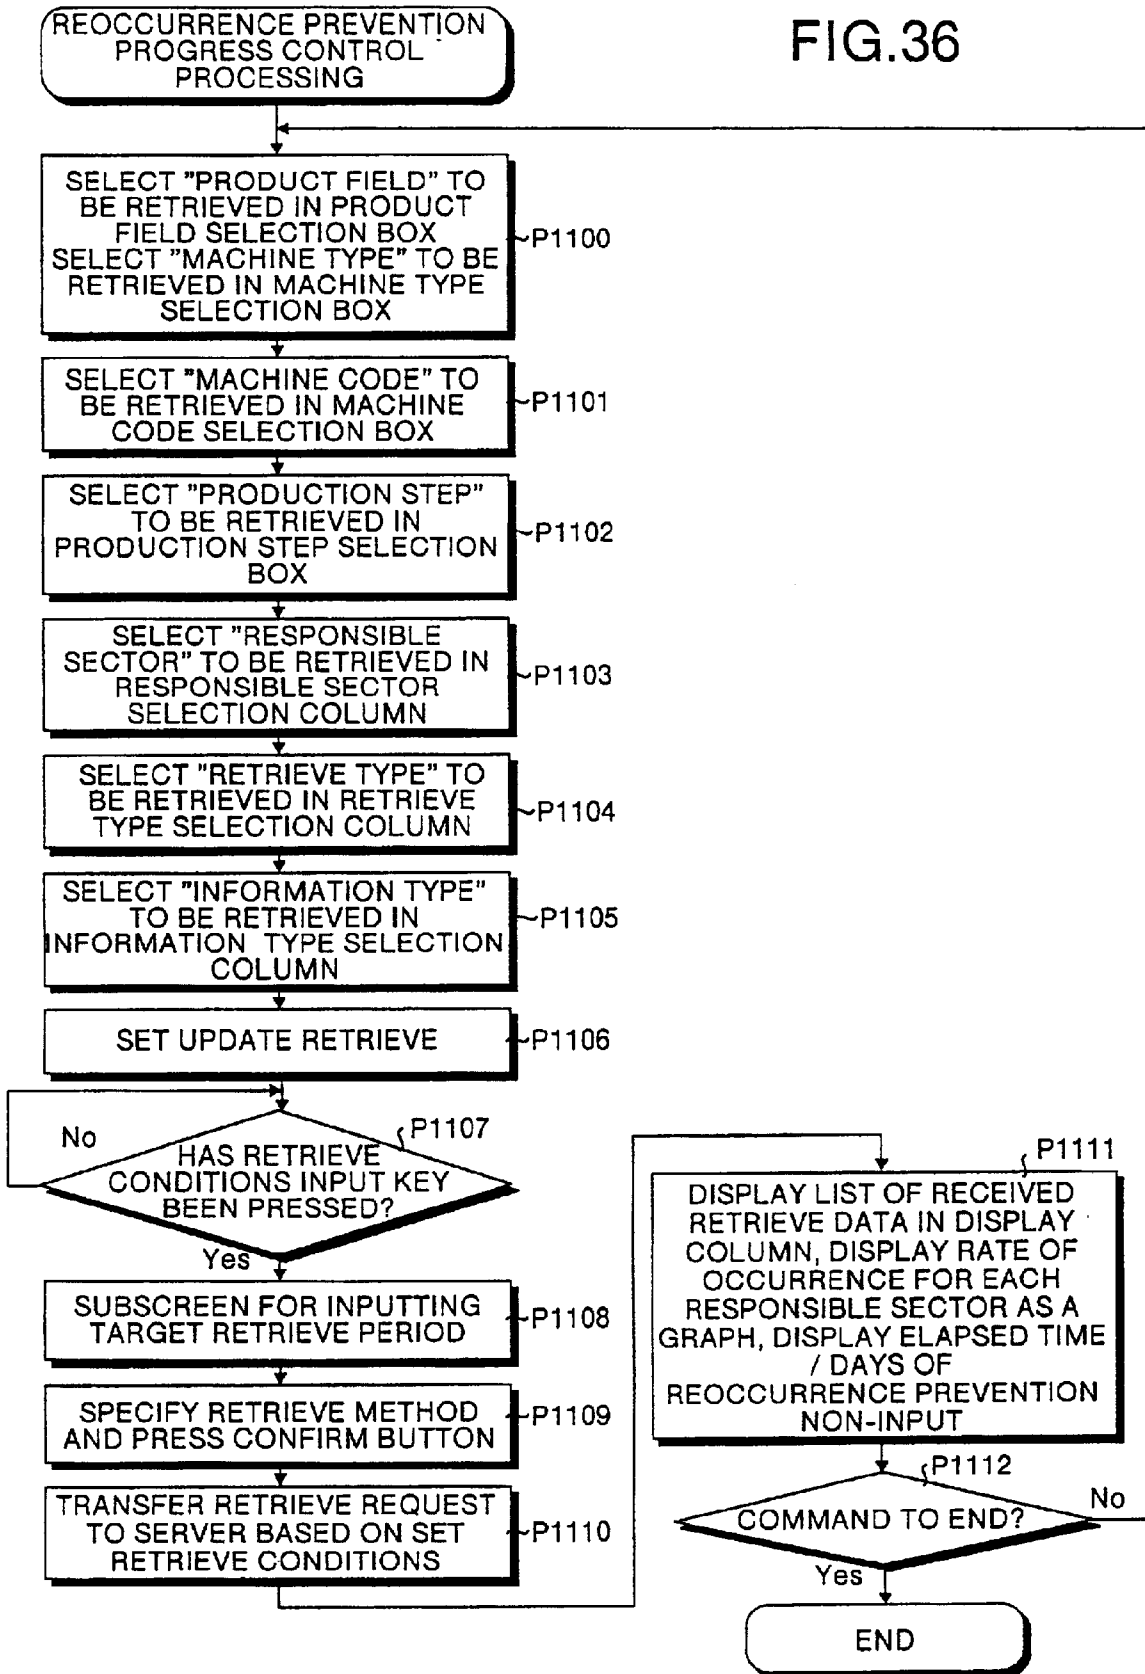 REOCCURRENCE PREVENTION
PROGRESS CONTROL
PROCESSING
FIG.36
SELECT "PRODUCT FIELD" TO
BE RETRIEVED IN PRODUCT
FIELD SELECTION BOX
SELECT "MACHINE TYPE" TO BE
RETRIEVED IN MACHINE TYPE
SELECTION BOX
P1100
SELECT "MACHINE CODE" TO
BE RETRIEVED IN MACHINE
CODE SELECTION BOX
P1101
SELECT "PRODUCTION STEP"
TO BE RETRIEVED IN
PRODUCTION STEP SELECTION
BOX
P1102
SELECT "RESPONSIBLE
SECTOR" TO BE RETRIEVED IN
RESPONSIBLE SECTOR
SELECTION COLUMN
P1103
SELECT "RETRIEVE TYPE" TO
BE RETRIEVED IN RETRIEVE
TYPE SELECTION COLUMN
P1104
SELECT "INFORMATION TYPE"
TO BE RETRIEVED IN
INFORMATION TYPE SELECTION
COLUMN
P1105
SET UPDATE RETRIEVE
P1106
No
P1107
HAS RETRIEVE
CONDITIONS INPUT KEY
BEEN PRESSED?
Yes
SUBSCREEN FOR INPUTTING
TARGET RETRIEVE PERIOD
P1108
SPECIFY RETRIEVE METHOD
AND PRESS CONFIRM BUTTON
P1109
TRANSFER RETRIEVE REQUEST
TO SERVER BASED ON SET
RETRIEVE CONDITIONS
P1110
P1111
DISPLAY LIST OF RECEIVED
RETRIEVE DATA IN DISPLAY
COLUMN, DISPLAY RATE OF
OCCURRENCE FOR EACH
RESPONSIBLE SECTOR AS A
GRAPH, DISPLAY ELAPSED TIME
/ DAYS OF
REOCCURRENCE PREVENTION
NON-INPUT
P1112
COMMAND TO END?
No
Yes
END